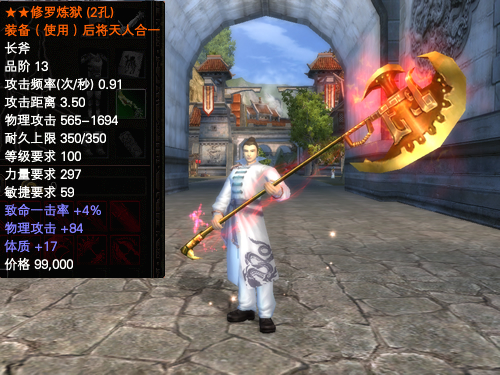 ★★修罗炼狱 (2孔)
装备（使用）后将天人合一
长斧
品阶 13
攻击频率(次/秒) 0.91
攻击距离 3.50
物理攻击 565-1694
耐久上限 350/350
等级要求 100
力量要求 297
敏捷要求 59
致命一击率 +4%
物理攻击 +84
体质 +17
价格 99,000